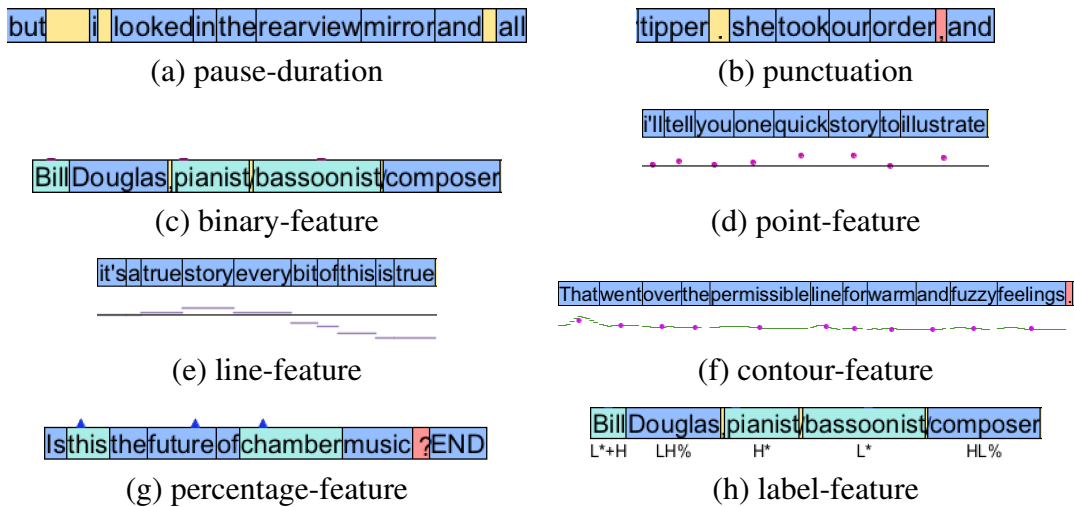 but i looked in the rearview mirror and all
(a) pause-duration
tipper . she took our order , and
(b) punctuation
Bill Douglas , pianist / bassoonist / composer
(c) binary-feature
i'll tell you one quick story to illustrate
(d) point-feature
it's a true story every bit of this is true
(e) line-feature
That went over the permissible line for warm and fuzzy feelings .
(f) contour-feature
Is this the future of chamber music ? END
(g) percentage-feature
Bill Douglas , pianist / bassoonist / composer
L*+H LH% H* L* HL%
(h) label-feature